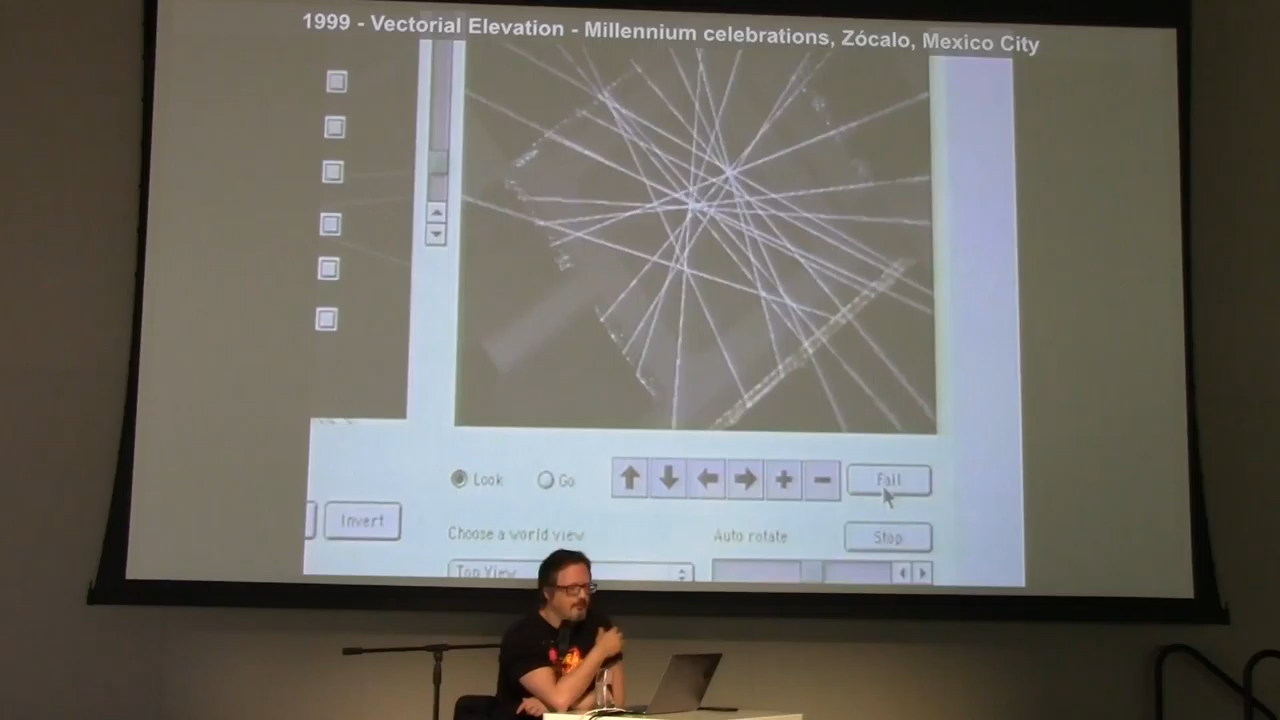 1999 - Vectorial Elevation - Millennium celebrations, Zócalo, Mexico City
Look Go Fall
Invert
Choose a world view Auto rotate Stop
Top View